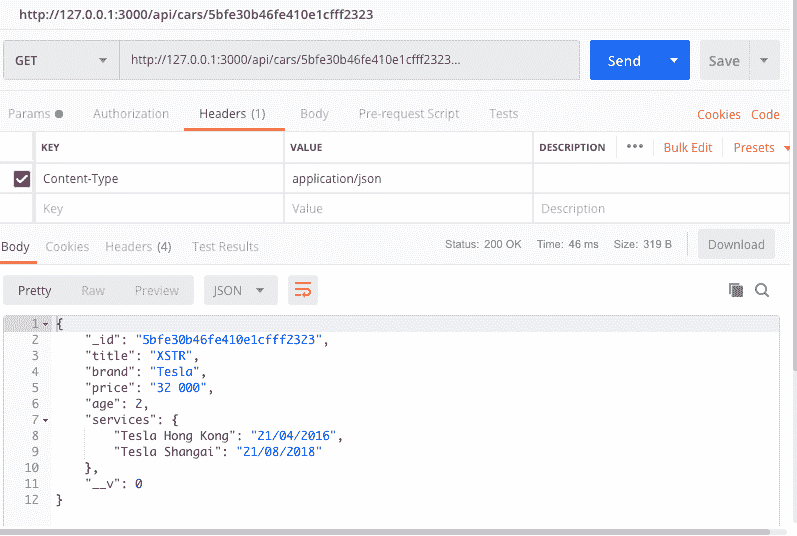 http://127.0.0.1:3000/api/cars/5bfe30b46fe410e1cfff2323
GET http://127.0.0.1:3000/api/cars/5bfe30b46fe410e1cfff2323... Send Save
Params Authorization Headers (1) Body Pre-request Script Tests Cookies Code
KEY VALUE DESCRIPTION ••• Bulk Edit Presets
Content-Type application/json
Key Value Description
Body Cookies Headers (4) Test Results Status: 200 OK Time: 46 ms Size: 319 B Download
Pretty Raw Preview JSON
1 {
2 "_id": "5bfe30b46fe410e1cfff2323",
3 "title": "XSTR",
4 "brand": "Tesla",
5 "price": "32 000",
6 "age": 2,
7 "services": {
8 "Tesla Hong Kong": "21/04/2016",
9 "Tesla Shangai": "21/08/2018"
10 },
11 "__v": 0
12 }